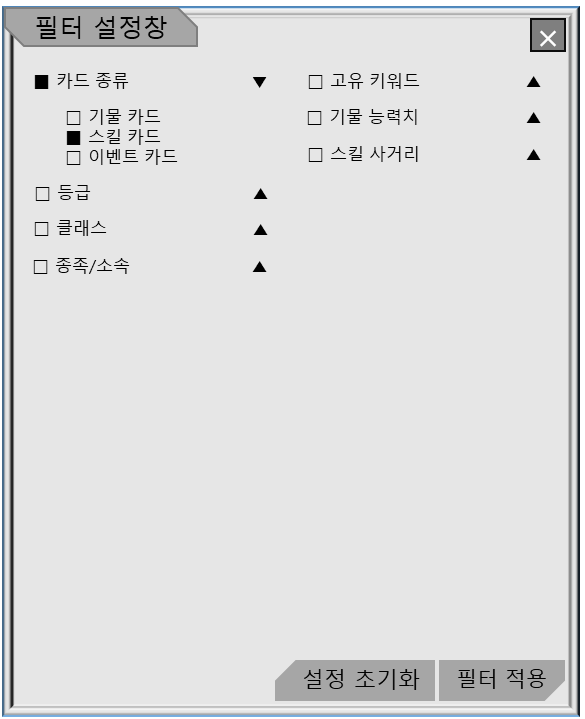 필터 설정창
■ 카드 종류 ▼
□ 기물 카드
■ 스킬 카드
□ 이벤트 카드
□ 등급 ▲
□ 클래스 ▲
□ 종족/소속 ▲
□ 고유 키워드 ▲
□ 기물 능력치 ▲
□ 스킬 사거리 ▲
설정 초기화
필터 적용